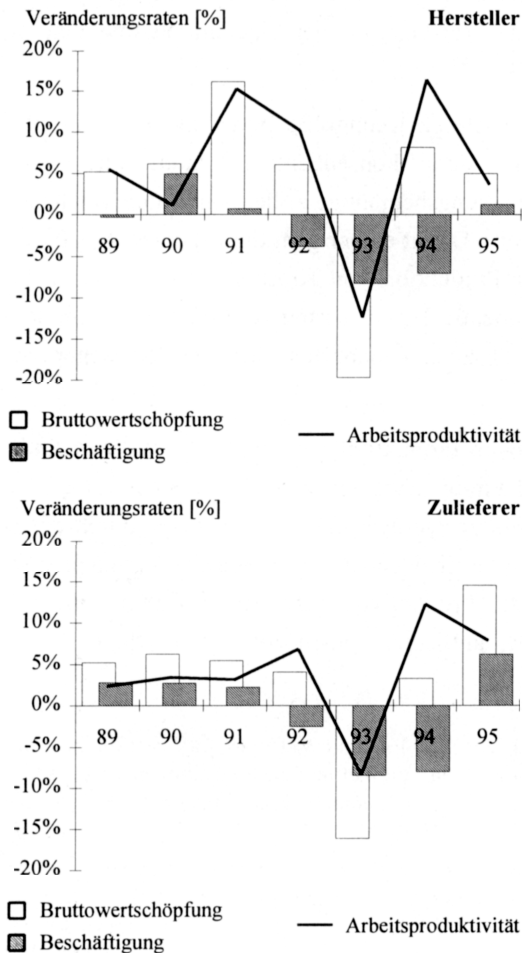 Veränderungsraten [%] Hersteller
20%
15%
10%
5%
0%
89 90 91 92 93 94 95
-5%
-10%
-15%
-20%
Bruttowertschöpfung
Beschäftigung
Arbeitsproduktivität
Veränderungsraten [%] Zulieferer
20%
15%
10%
5%
0%
89 90 91 92 93 94 95
-5%
-10%
-15%
-20%
Bruttowertschöpfung
Beschäftigung
Arbeitsproduktivität